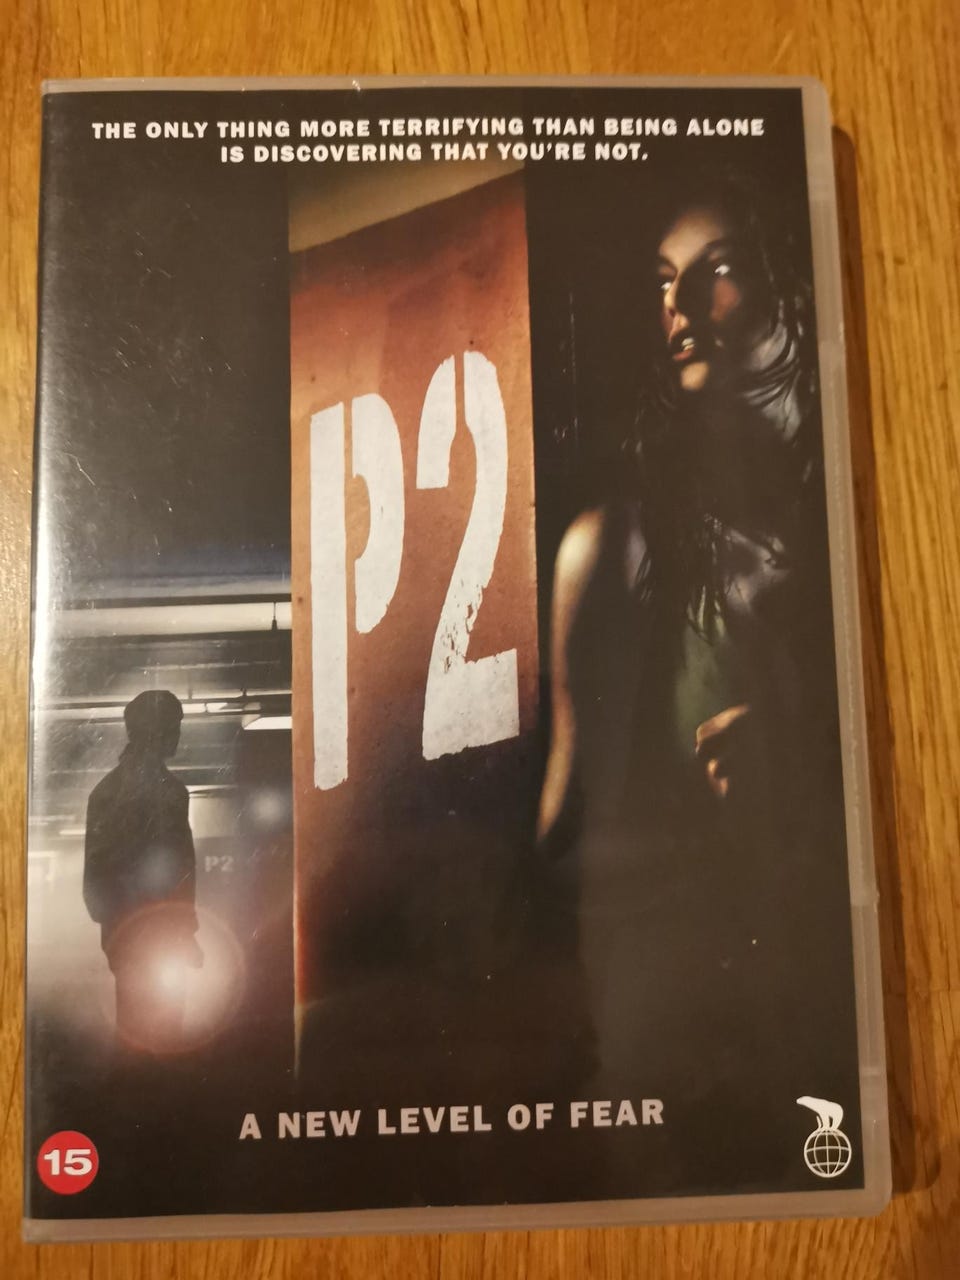 THE ONLY THING MORE TERRIFYING THAN BEING ALONE
IS DISCOVERING THAT YOU'RE NOT.
P2
P2
A NEW LEVEL OF FEAR
15